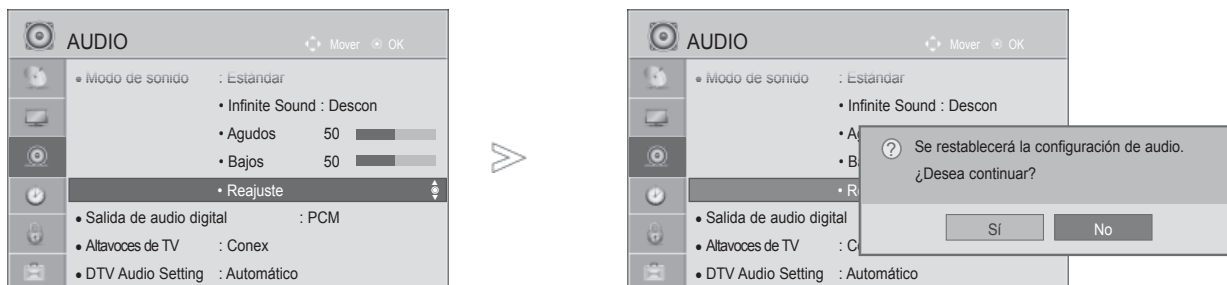 AUDIO
Mover OK
• Modo de sonido : Estándar
• Infinite Sound : Descon
• Agudos 50
• Bajos 50
• Reajuste
• Salida de audio digital : PCM
• Altavoces de TV : Conex
• DTV Audio Setting : Automático
AUDIO
Mover OK
• Modo de sonido : Estándar
• Infinite Sound : Descon
? Se restablecerá la configuración de audio.
¿Desea continuar?
Sí No
• Salida de audio digital
• Altavoces de TV
• DTV Audio Setting : Automático